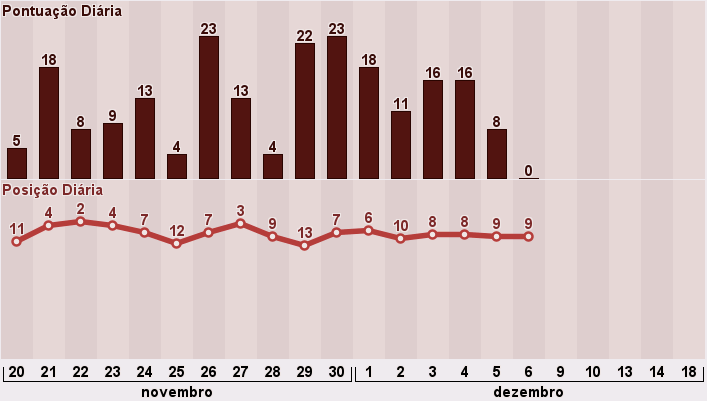 Pontuação Diária
5 18 8 9 13 4 23 13 4 22 23 18 11 16 16 8 0
Posição Diária
11 4 2 4 7 12 7 3 9 13 7 6 10 8 8 9 9
20 21 22 23 24 25 26 27 28 29 30 1 2 3 4 5 6 9 10 13 14 18
novembro dezembro